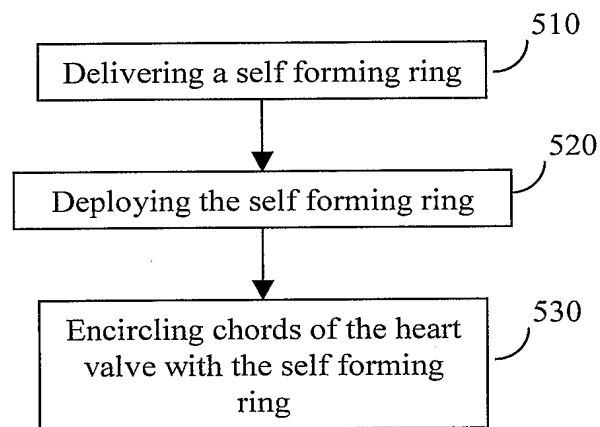 510
Delivering a self forming ring
520
Deploying the self forming ring
530
Encircling chords of the heart
valve with the self forming
ring